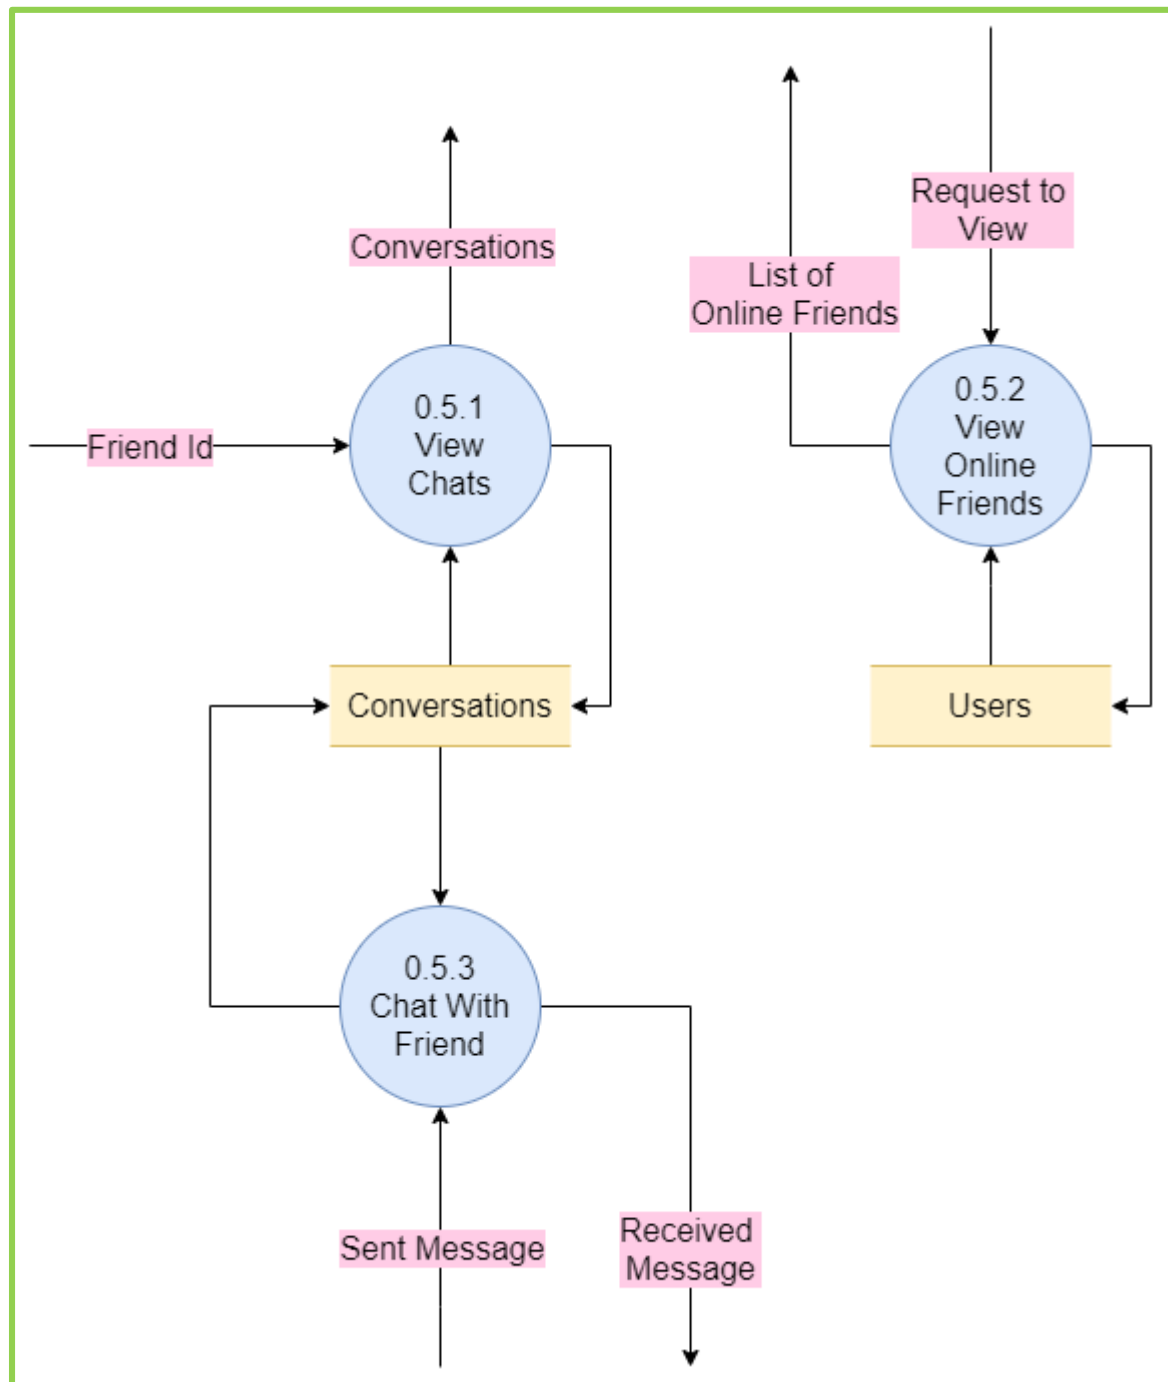 Request to
View
Conversations
List of
Online Friends
0.5.1
View
Chats
Friend Id
0.5.2
View
Online
Friends
Conversations
Users
0.5.3
Chat With
Friend
Sent Message
Received
Message